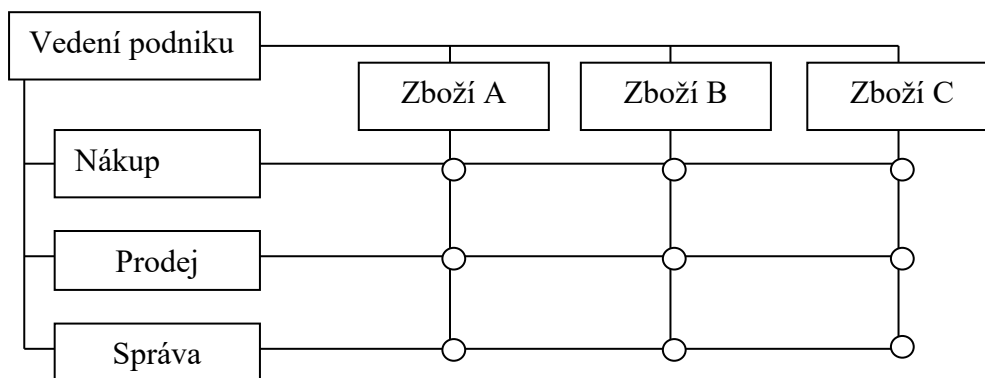 Vedení podniku
Zboží A
Zboží B
Zboží C
Nákup
Prodej
Správa